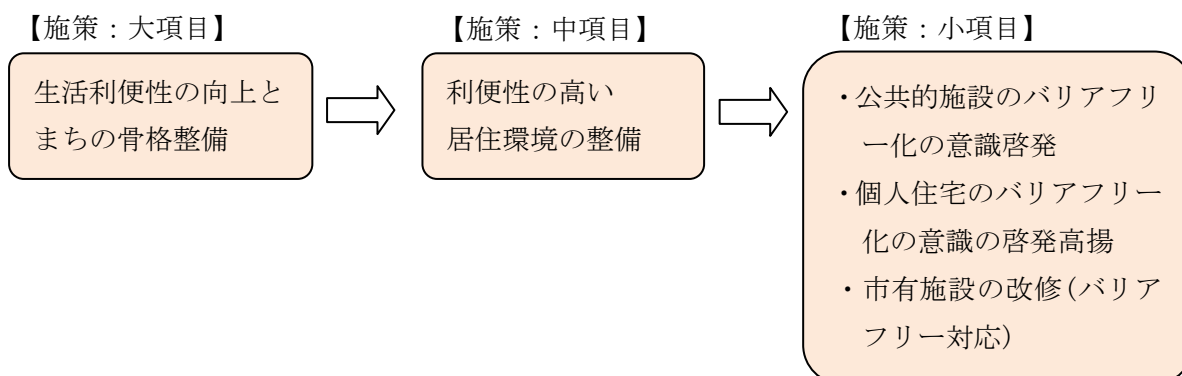 【施策：大項目】
生活利便性の向上と
まちの骨格整備
【施策：中項目】
利便性の高い
居住環境の整備
【施策：小項目】
・公共的施設のバリアフリ
ー化の意識啓発
・個人住宅のバリアフリー
化の意識の啓発高揚
・市有施設の改修(バリア
フリー対応)